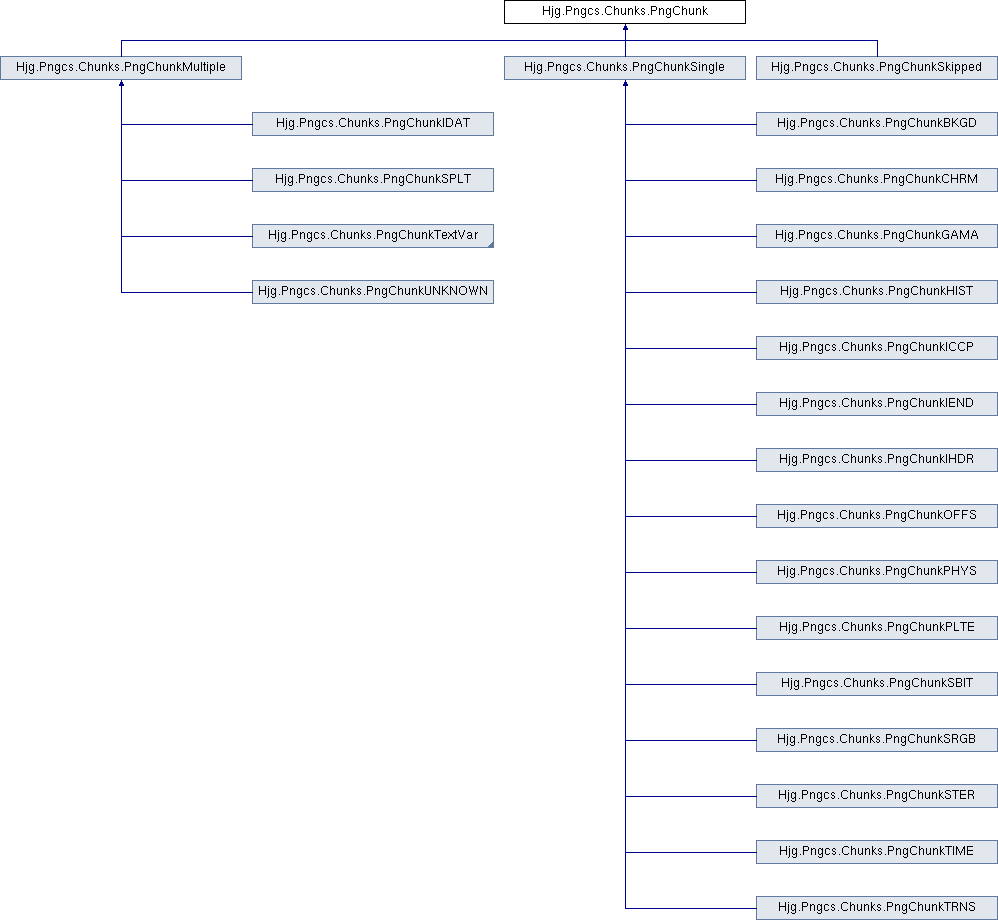 Hjg.Pngcs.Chunks.PngChunk
Hjg.Pngcs.Chunks.PngChunkMultiple
Hjg.Pngcs.Chunks.PngChunkSingle
Hjg.Pngcs.Chunks.PngChunkSkipped
Hjg.Pngcs.Chunks.PngChunkIDAT
Hjg.Pngcs.Chunks.PngChunkBKGD
Hjg.Pngcs.Chunks.PngChunkSPLT
Hjg.Pngcs.Chunks.PngChunkCHRM
Hjg.Pngcs.Chunks.PngChunkTextVar
Hjg.Pngcs.Chunks.PngChunkGAMA
Hjg.Pngcs.Chunks.PngChunkUNKNOWN
Hjg.Pngcs.Chunks.PngChunkHIST
Hjg.Pngcs.Chunks.PngChunkICCP
Hjg.Pngcs.Chunks.PngChunkIEND
Hjg.Pngcs.Chunks.PngChunkIHDR
Hjg.Pngcs.Chunks.PngChunkOFFS
Hjg.Pngcs.Chunks.PngChunkPHYS
Hjg.Pngcs.Chunks.PngChunkPLTE
Hjg.Pngcs.Chunks.PngChunkSBIT
Hjg.Pngcs.Chunks.PngChunkSRGB
Hjg.Pngcs.Chunks.PngChunkSTER
Hjg.Pngcs.Chunks.PngChunkTIME
Hjg.Pngcs.Chunks.PngChunkTRNS